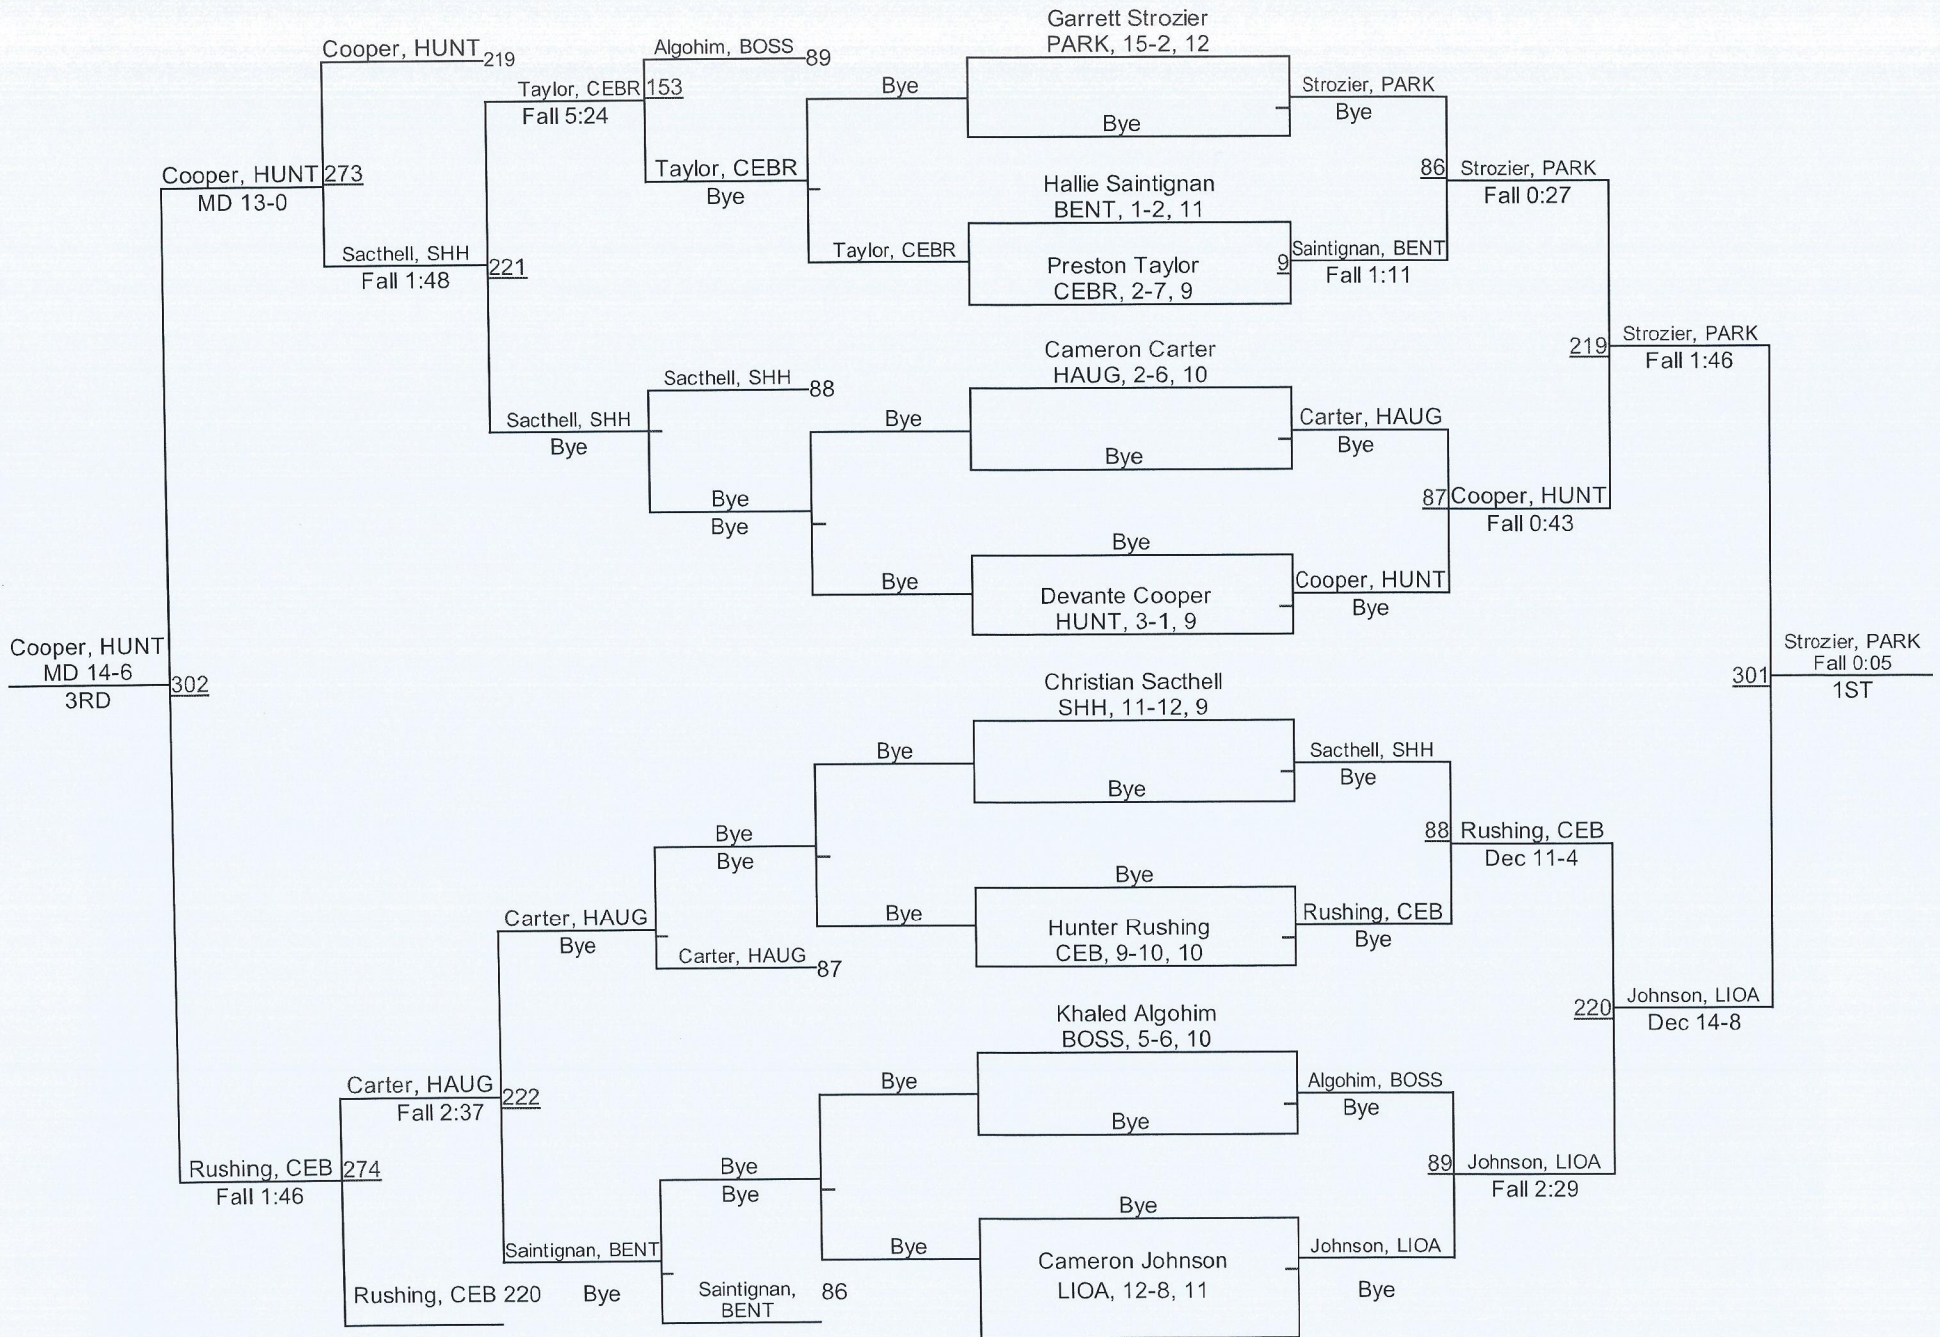 Garrett Strozier
PARK, 15-2, 12
Cooper, HUNT
219
Algohim, BOSS
89
Taylor, CEBR
153
Fall 5:24
Bye
Strozier, PARK
Bye
Bye
Taylor, CEBR
Bye
86
Strozier, PARK
Fall 0:27
Cooper, HUNT
273
MD 13-0
Hallie Saintignan
BENT, 1-2, 11
Sacthell, SHH
221
Fall 1:48
Taylor, CEBR
Preston Taylor
CEBR, 2-7, 9
9
Saintignan, BENT
Fall 1:11
Cameron Carter
HAUG, 2-6, 10
219
Strozier, PARK
Fall 1:46
Sacthell, SHH
88
Sacthell, SHH
Bye
Bye
Carter, HAUG
Bye
Bye
Bye
Bye
87
Cooper, HUNT
Fall 0:43
Bye
Bye
Devante Cooper
HUNT, 3-1, 9
Cooper, HUNT
Bye
Cooper, HUNT
MD 14-6
3RD
302
Strozier, PARK
Fall 0:05
1ST
301
Christian Sacthell
SHH, 11-12, 9
Bye
Sacthell, SHH
Bye
Bye
Bye
Bye
88
Rushing, CEB
Dec 11-4
Bye
Carter, HAUG
Bye
Bye
Hunter Rushing
CEB, 9-10, 10
Rushing, CEB
Bye
Carter, HAUG
87
Khaled Algohim
BOSS, 5-6, 10
220
Johnson, LIOA
Dec 14-8
Carter, HAUG
222
Fall 2:37
Bye
Algohim, BOSS
Bye
Bye
Rushing, CEB
274
Fall 1:46
Bye
Bye
89
Johnson, LIOA
Fall 2:29
Bye
Saintignan, BENT
Bye
Bye
Cameron Johnson
LIOA, 12-8, 11
Johnson, LIOA
Bye
Rushing, CEB 220
Saintignan,
BENT
86